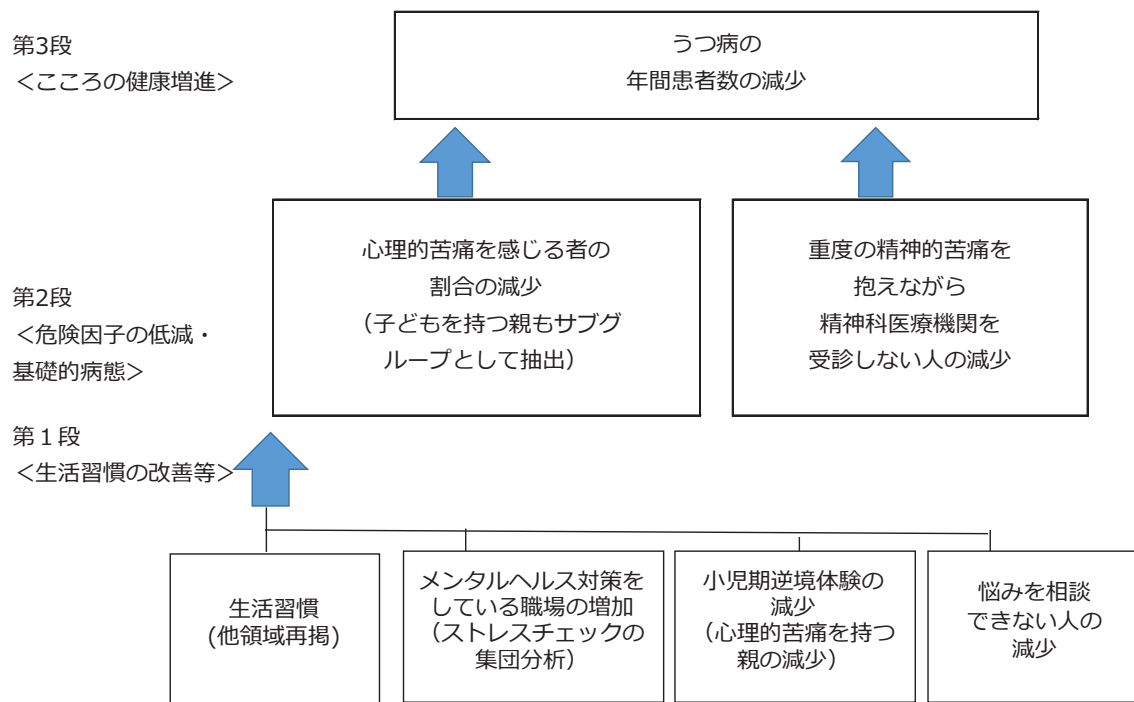 第3段
<こころの健康増進>
うつ病の
年間患者数の減少
第2段
<危険因子の低減・
基礎的病態>
心理的苦痛を感じる者の
割合の減少
(子どもを持つ親もサブグ
ループとして抽出)
重度の精神的苦痛を
抱えながら
精神科医療機関を
受診しない人の減少
第１段
<生活習慣の改善等>
生活習慣
(他領域再掲)
メンタルヘルス対策を
している職場の増加
(ストレスチェックの
集団分析)
小児期逆境体験の
減少
(心理的苦痛を持つ
親の減少)
悩みを相談
できない人の
減少